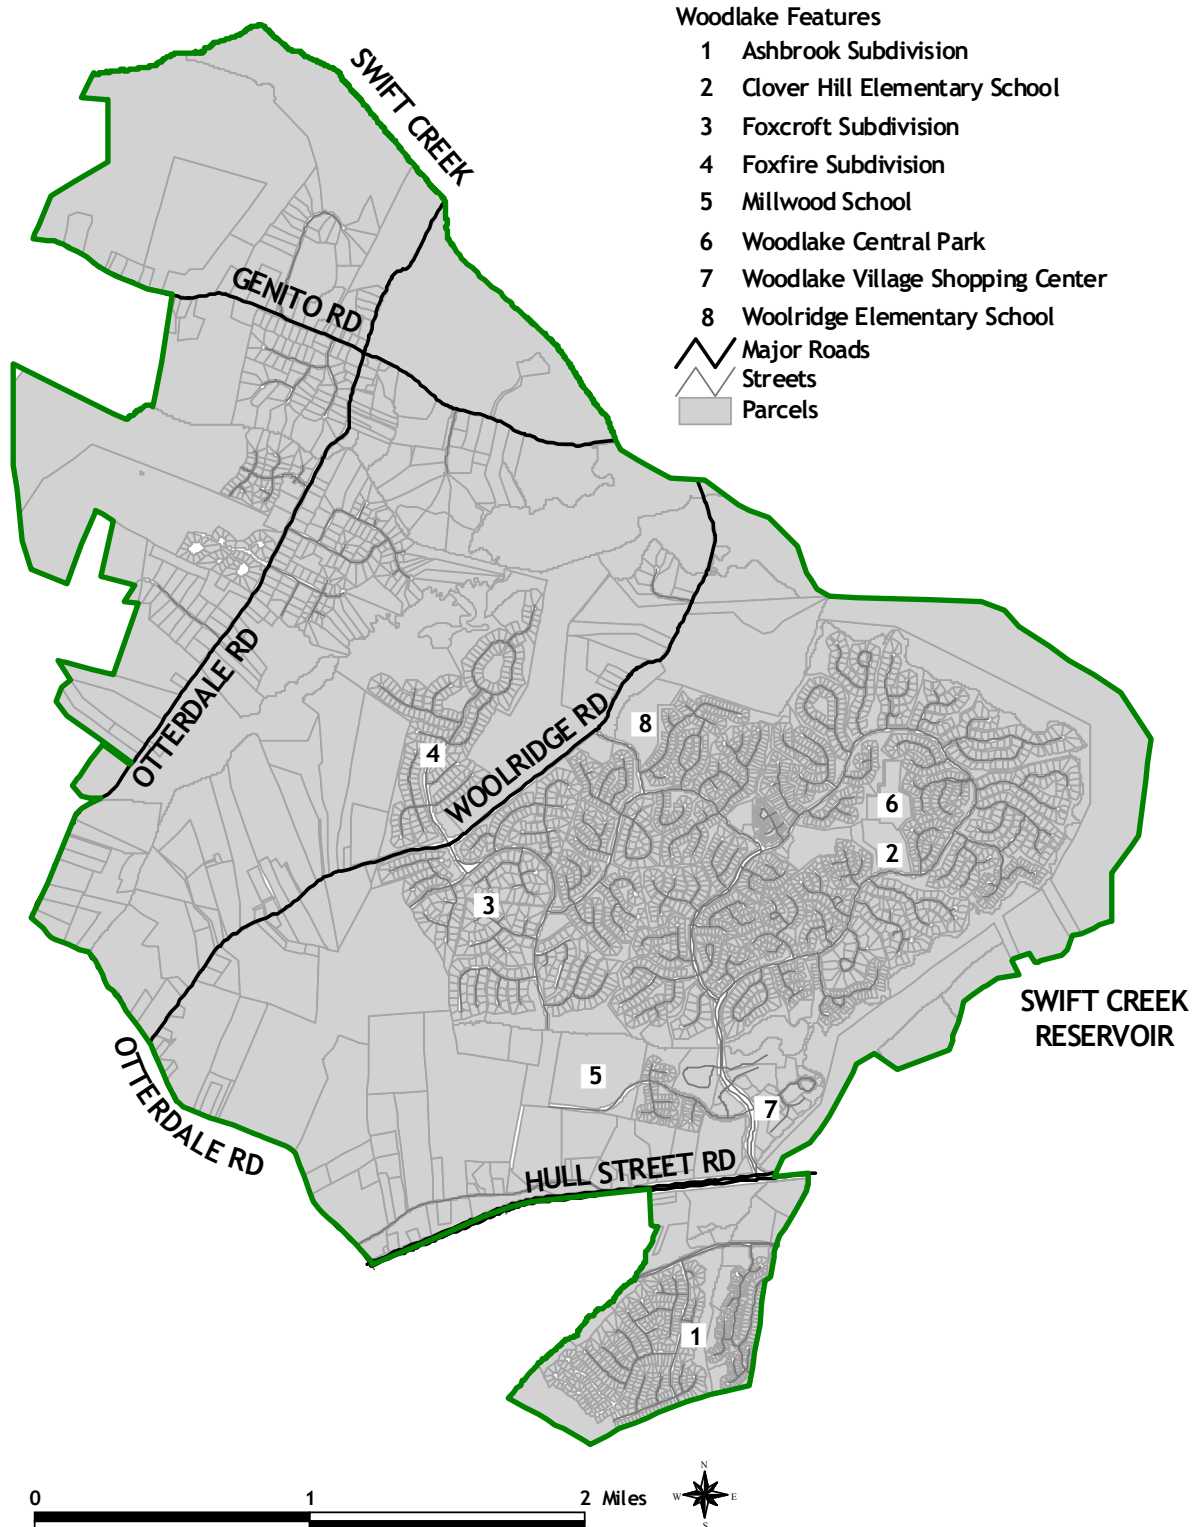 Woodlake Features
1 Ashbrook Subdivision
2 Clover Hill Elementary School
3 Foxcroft Subdivision
4 Foxfire Subdivision
5 Millwood School
6 Woodlake Central Park
7 Woodlake Village Shopping Center
8 Woolridge Elementary School
Major Roads
Streets
Parcels
SWIFT CREEK
GENITO RD
OTTERDALE RD
WOOLRIDGE RD
8
4
6
2
3
SWIFT CREEK
RESERVOIR
OTTERDALE RD
5
7
HULL STREET RD
1
0 1 2 Miles
N
W E
S